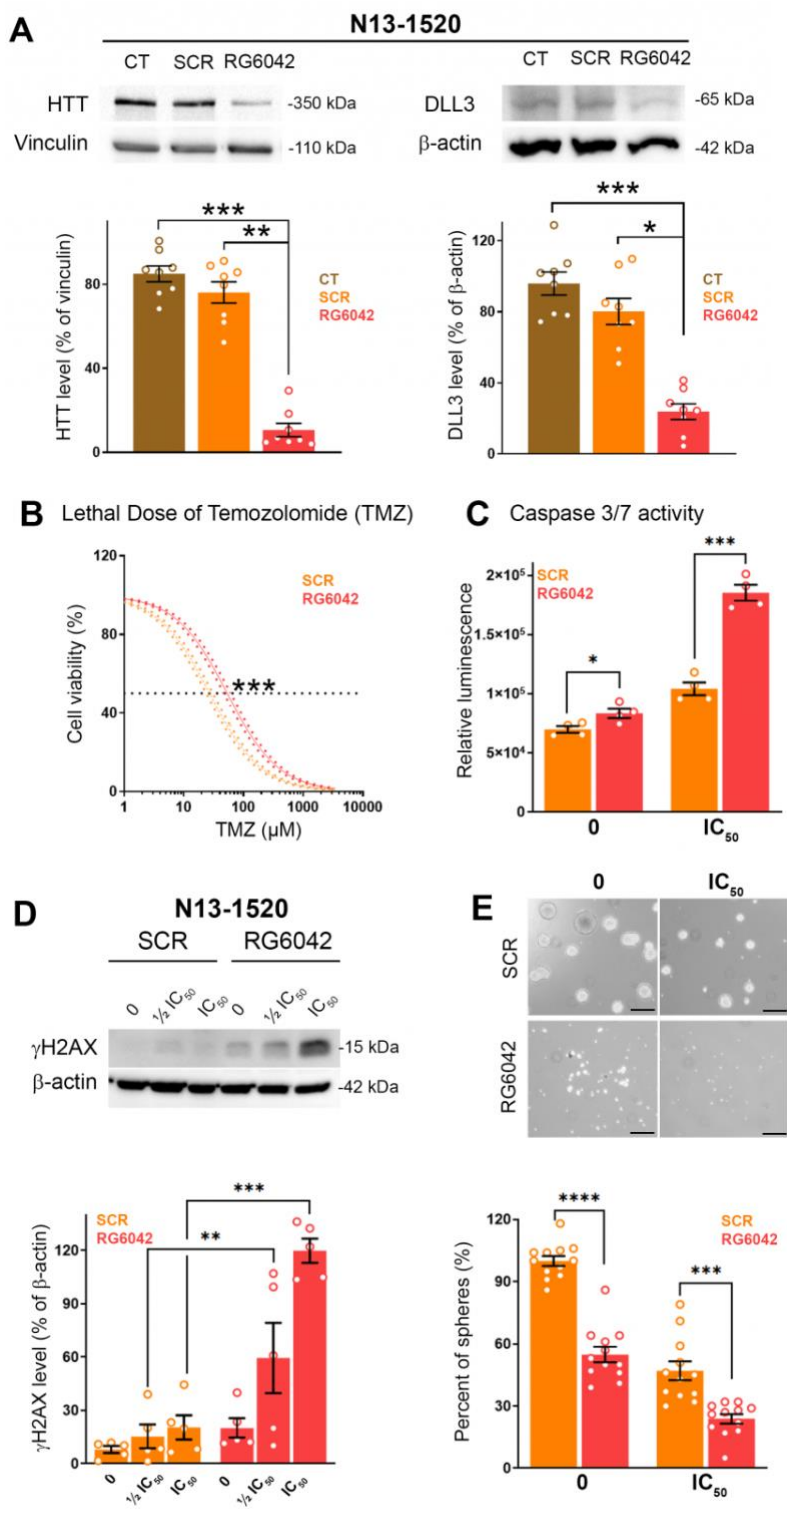 A
N13-1520
CT SCR RG6042
HTT -350 kDa
Vinculin -110 kDa
CT SCR RG6042
DLL3 -65 kDa
β-actin -42 kDa
HTT level (% of vinculin)
80
40
0
***
**
CT
SCR
RG6042
DLL3 level (% of β-actin)
120
80
40
0
***
*
CT
SCR
RG6042
B Lethal Dose of Temozolomide (TMZ)
Cell viability (%)
120
80
40
0
SCR
RG6042
***
1 10 100 1000 10000
TMZ (µM)
C Caspase 3/7 activity
Relative luminescence
2×10⁵
1.5×10⁵
1×10⁵
5×10⁴
0
SCR
RG6042
*
***
0 IC₅₀
D
N13-1520
SCR RG6042
0 ½ IC₅₀ IC₅₀ 0 ½ IC₅₀ IC₅₀
γH2AX -15 kDa
β-actin -42 kDa
γH2AX level (% of β-actin)
120
90
60
30
0
SCR
RG6042
***
**
0 ½ IC₅₀ IC₅₀ 0 ½ IC₅₀ IC₅₀
E
0 IC₅₀
SCR
RG6042
Percent of spheres (%)
120
90
60
30
0
****
***
SCR
RG6042
0 IC₅₀